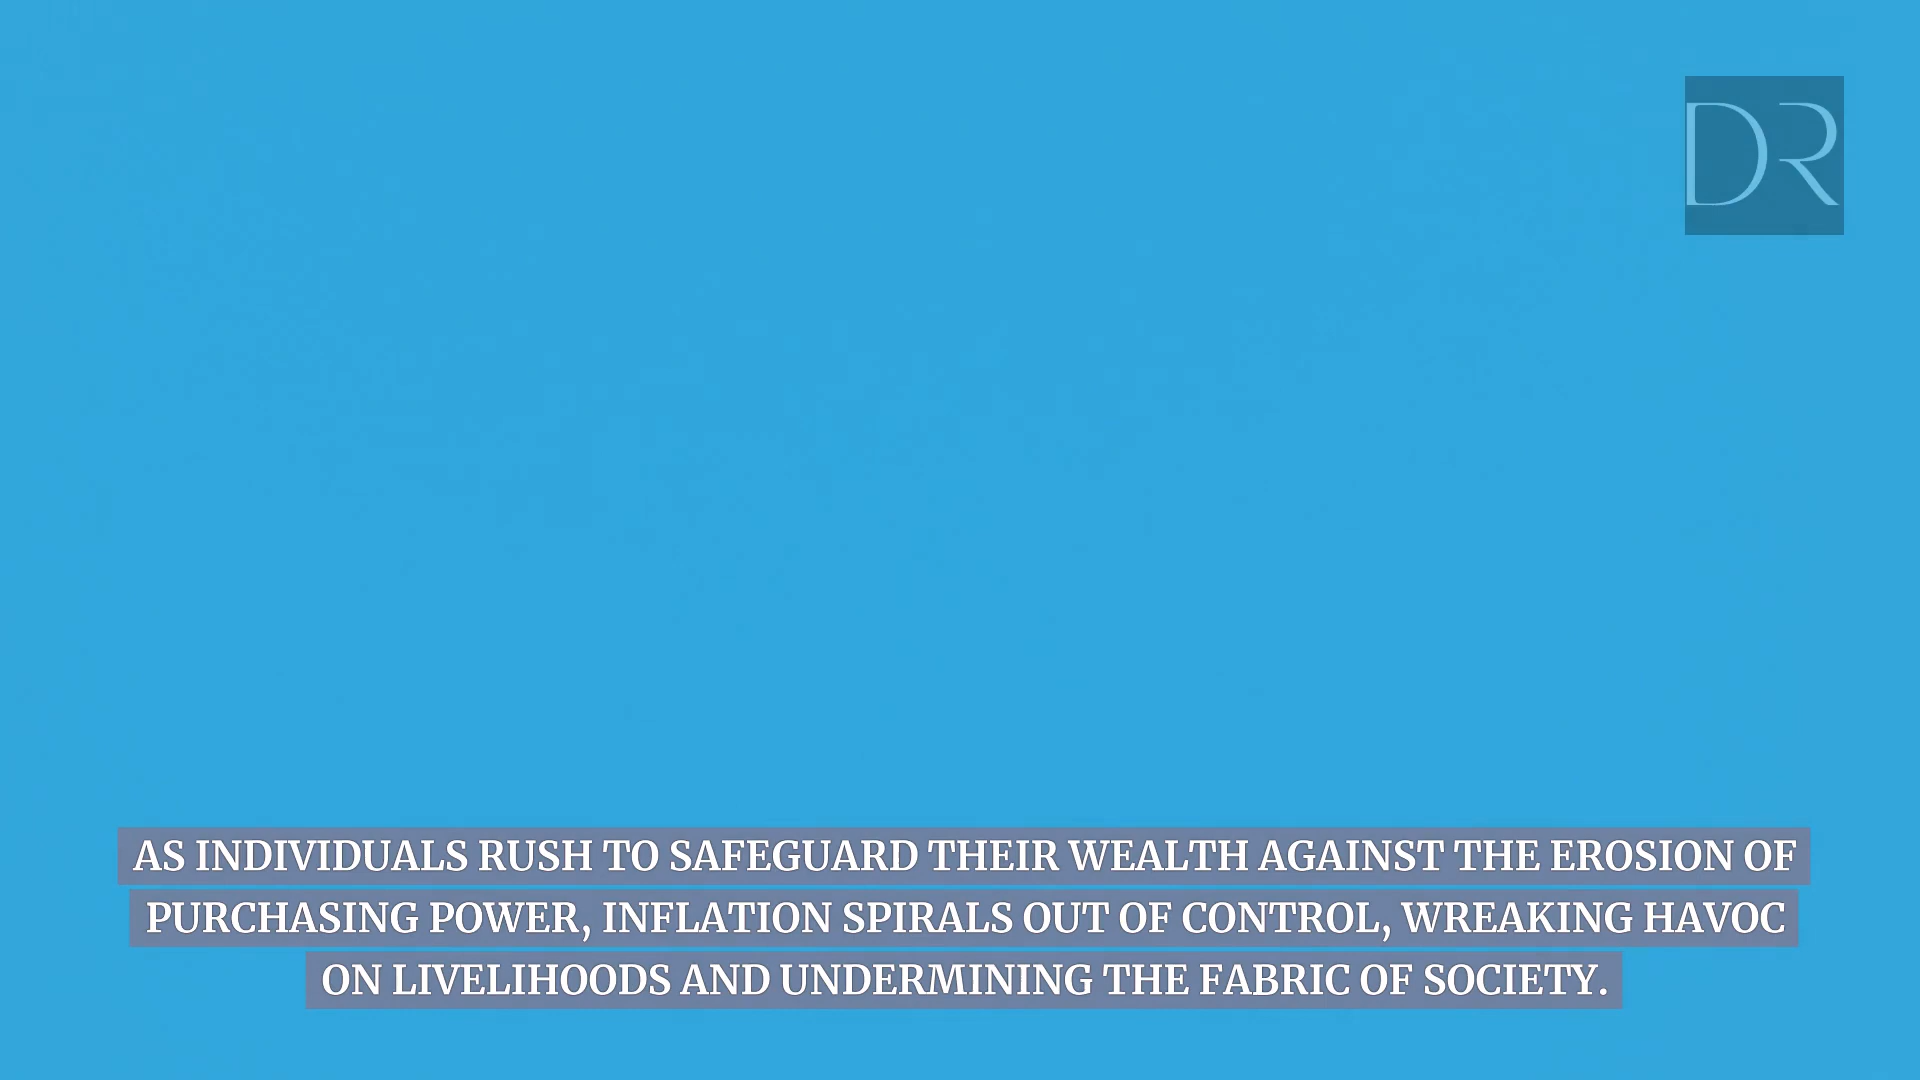 DR
AS INDIVIDUALS RUSH TO SAFEGUARD THEIR WEALTH AGAINST THE EROSION OF
PURCHASING POWER, INFLATION SPIRALS OUT OF CONTROL, WREAKING HAVOC
ON LIVELIHOODS AND UNDERMINING THE FABRIC OF SOCIETY.